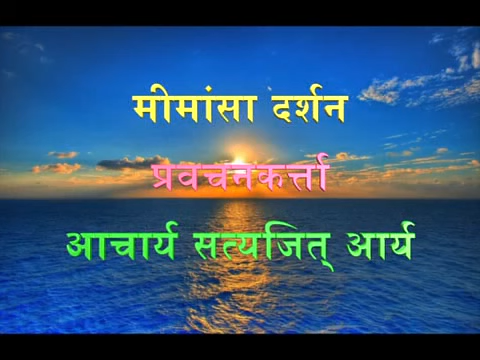 मीमांसा दर्शन
प्रवचनकर्त्ता
आचार्य सत्यजित् आर्य